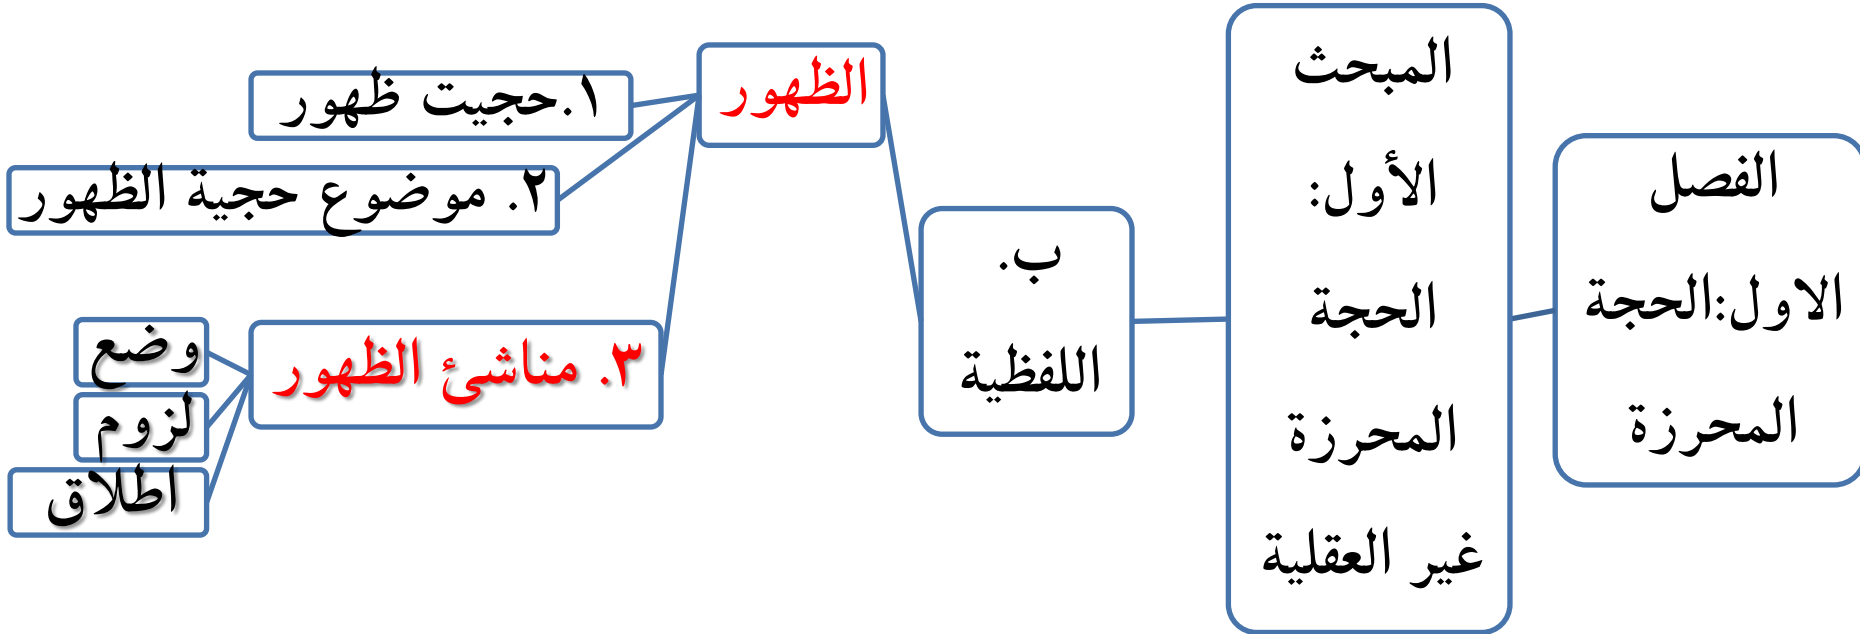 الفصل
الاول:الحجة
المحرزة
المبحث
الأول:
الحجة
المحرزة
غير العقلية
ب.
اللفظية
الظهور
١.حجيت ظهور
٢. موضوع حجية الظهور
٣. مناشئ الظهور
وضع
لزوم
اطلاق